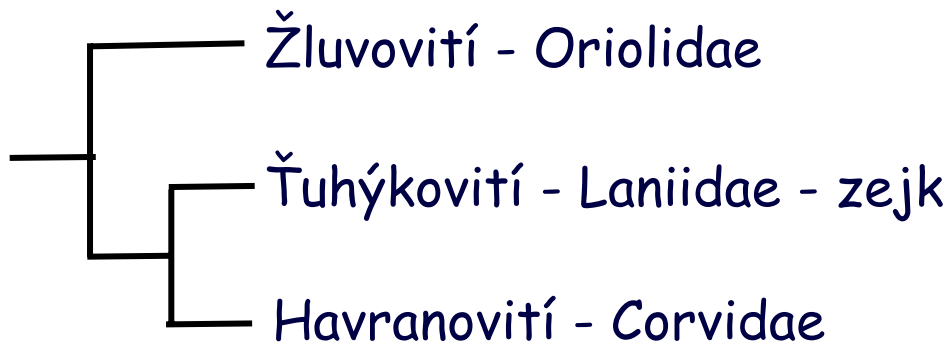 Žluvovití - Oriolidae
Ťuhýkovití - Laniidae - zejk
Havranovití - Corvidae